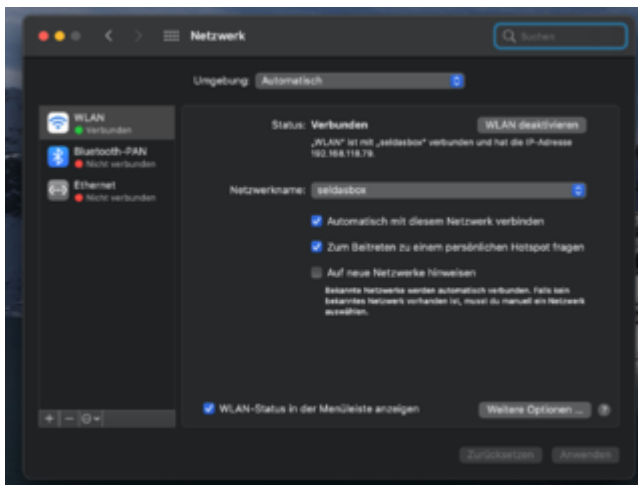 Netzwerk
Suchen
Umgebung: Automatisch
WLAN
Verbunden
Bluetooth-PAN
Nicht verbunden
Ethernet
Nicht verbunden
Status: Verbunden
WLAN deaktivieren
„WLAN“ ist mit „seldasbox“ verbunden und hat die IP-Adresse
192.168.118.79.
Netzwerkname: seldasbox
Automatisch mit diesem Netzwerk verbinden
Zum Beitreten zu einem persönlichen Hotspot fragen
Auf neue Netzwerke hinweisen
Bekannte Netzwerke werden automatisch verbunden. Falls kein
bekanntes Netzwerk vorhanden ist, musst du manuell ein Netzwerk
auswählen.
WLAN-Status in der Menüleiste anzeigen
Weitere Optionen ...
?
Zurücksetzen
Anwenden